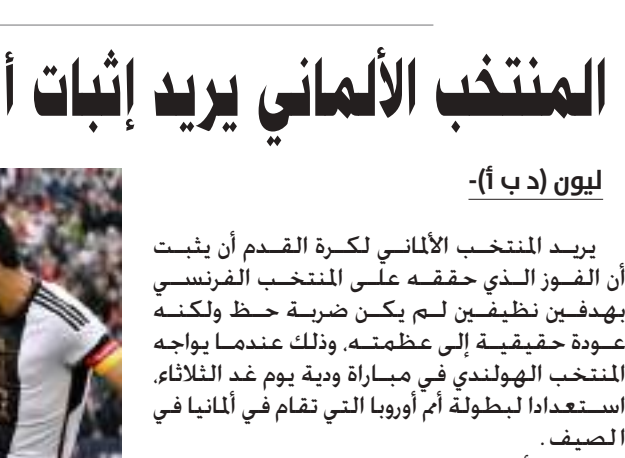 المنتخب الألماني يريد إثبات أ
ليون (د ب أ)-
يريد المنتخب الألماني لكرة القدم أن يثبت
أن الفوز الذي حققه على المنتخب الفرنسي
بهدفين نظيفين لم يكن ضربة حظ ولكنه
عودة حقيقية إلى عظمته، وذلك عندما يواجه
المنتخب الهولندي في مباراة ودية يوم غد الثلاثاء،
استعدادا لبطولة أمم أوروبا التي تقام في ألمانيا في
الصيف.